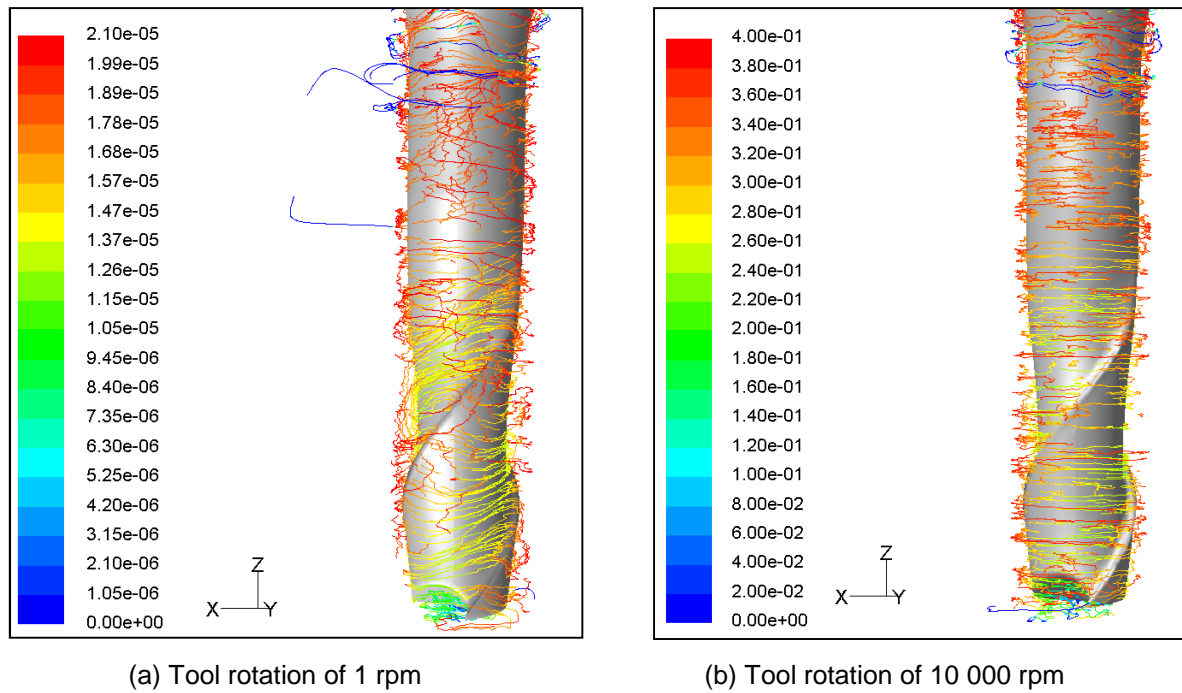 2.10e-05
1.99e-05
1.89e-05
1.78e-05
1.68e-05
1.57e-05
1.47e-05
1.37e-05
1.26e-05
1.15e-05
1.05e-05
9.45e-06
8.40e-06
7.35e-06
6.30e-06
5.25e-06
4.20e-06
3.15e-06
2.10e-06
1.05e-06
0.00e+00
Z
X Y
(a) Tool rotation of 1 rpm
4.00e-01
3.80e-01
3.60e-01
3.40e-01
3.20e-01
3.00e-01
2.80e-01
2.60e-01
2.40e-01
2.20e-01
2.00e-01
1.80e-01
1.60e-01
1.40e-01
1.20e-01
1.00e-01
8.00e-02
6.00e-02
4.00e-02
2.00e-02
0.00e+00
Z
X Y
(b) Tool rotation of 10 000 rpm